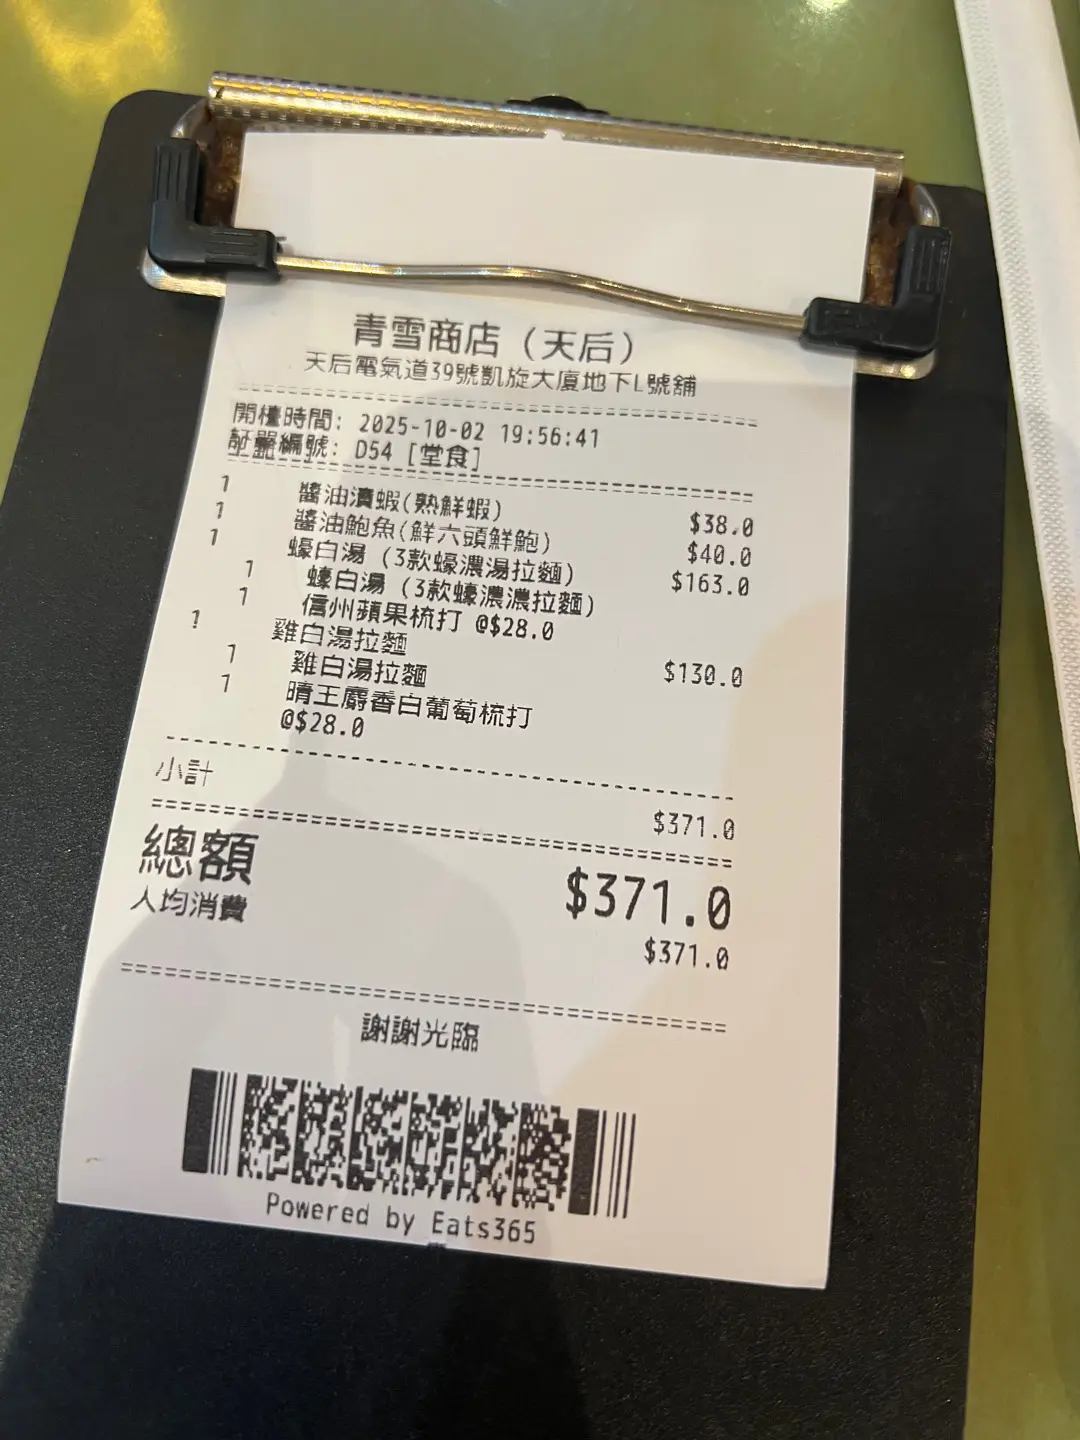 青雪商店（天后）
天后電氣道39號凱旋大廈地下L號舖
開檯時間: 2025-10-02 19:56:41
訂單編號: D54 [堂食]
1 醬油漬蝦(熟鮮蝦) $38.0
1 醬油鮑魚(鮮六頭鮮鮑) $40.0
1 蠔白湯 (3款蠔濃湯拉麵) $163.0
1 蠔白湯 (3款蠔濃濃拉麵)
1 信州蘋果梳打 @$28.0
1 雞白湯拉麵 $130.0
1 雞白湯拉麵
1 晴王麝香白葡萄梳打
@$28.0
小計 $371.0
總額 $371.0
人均消費 $371.0
謝謝光臨
Powered by Eats365